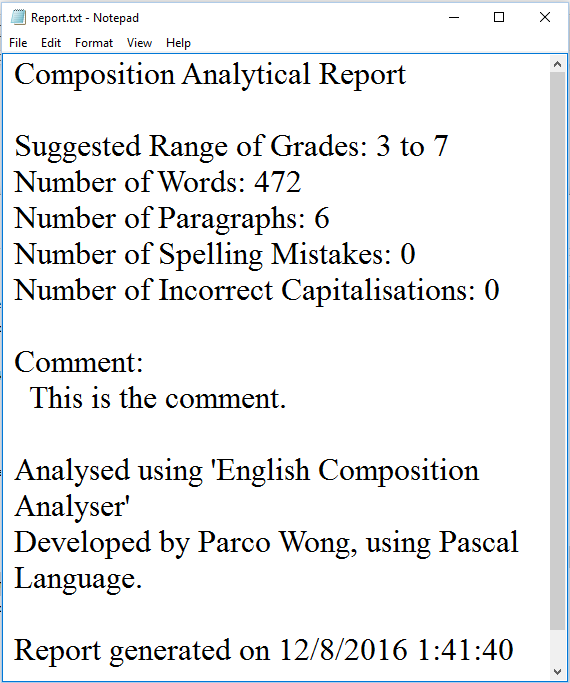 Report.txt - Notepad
File Edit Format View Help
Composition Analytical Report
Suggested Range of Grades: 3 to 7
Number of Words: 472
Number of Paragraphs: 6
Number of Spelling Mistakes: 0
Number of Incorrect Capitalisations: 0
Comment:
This is the comment.
Analysed using 'English Composition
Analyser'
Developed by Parco Wong, using Pascal
Language.
Report generated on 12/8/2016 1:41:40